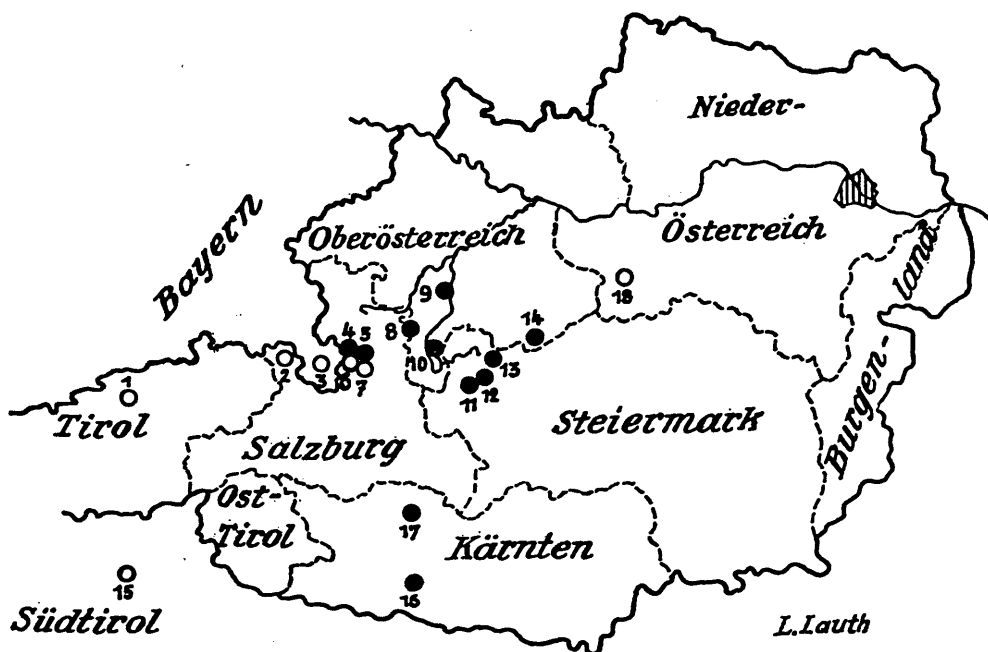 Nieder-
Österreich
Oberösterreich
Bayern
land
Burgen-
9
18
8
14
4
5
10
13
2
3
6
7
12
11
1
Tirol
Salzburg
Steiermark
Ost-
Tirol
17
Kärnten
15
16
Südtirol
L. Lauth